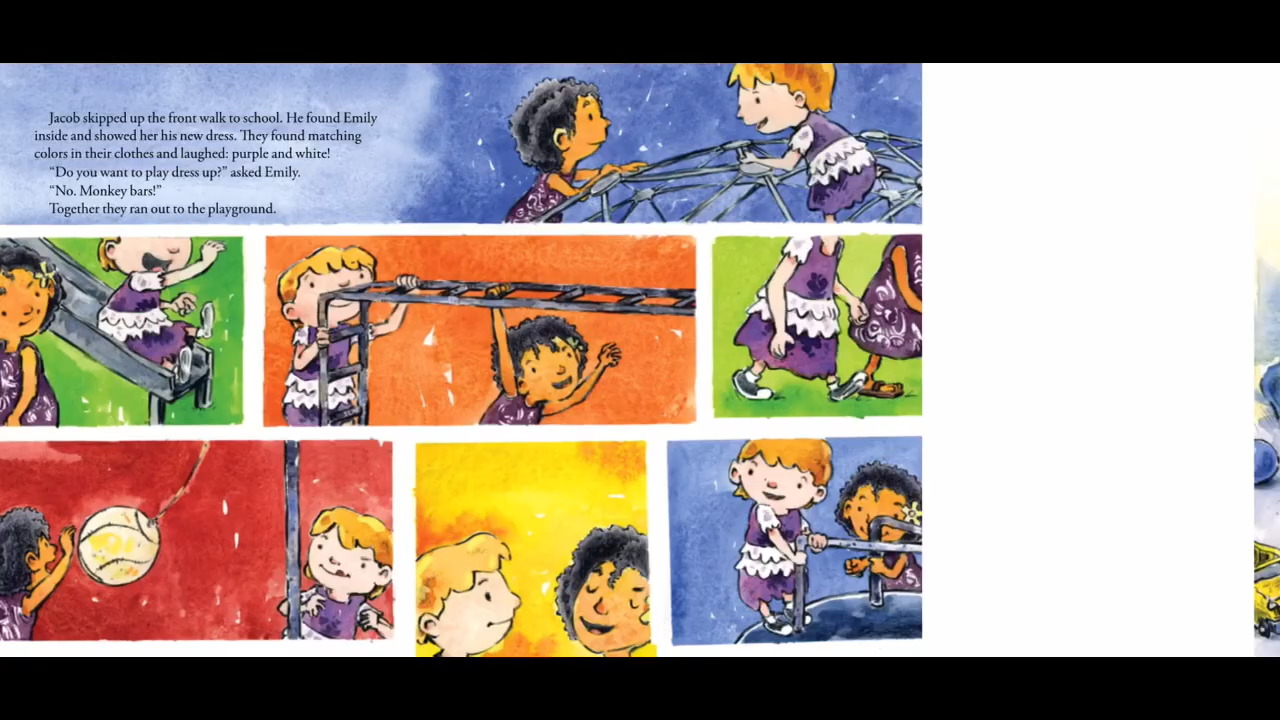 Jacob skipped up the front walk to school. He found Emily
inside and showed her his new dress. They found matching
colors in their clothes and laughed: purple and white!
“Do you want to play dress up?” asked Emily.
“No. Monkey bars!”
Together they ran out to the playground.